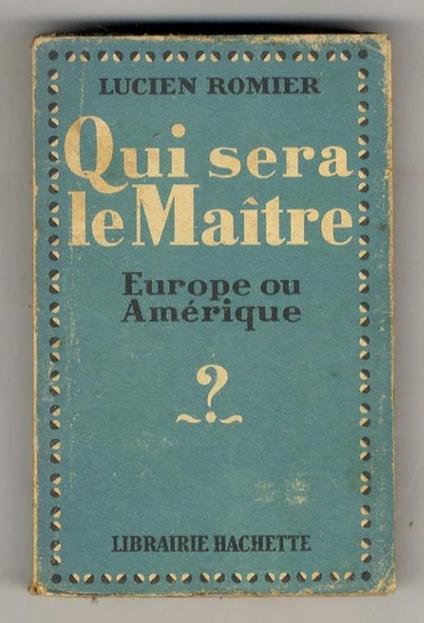 LUCIEN ROMIER
Qui sera
le Maître
Europe ou
Amérique
?
LIBRAIRIE HACHETTE